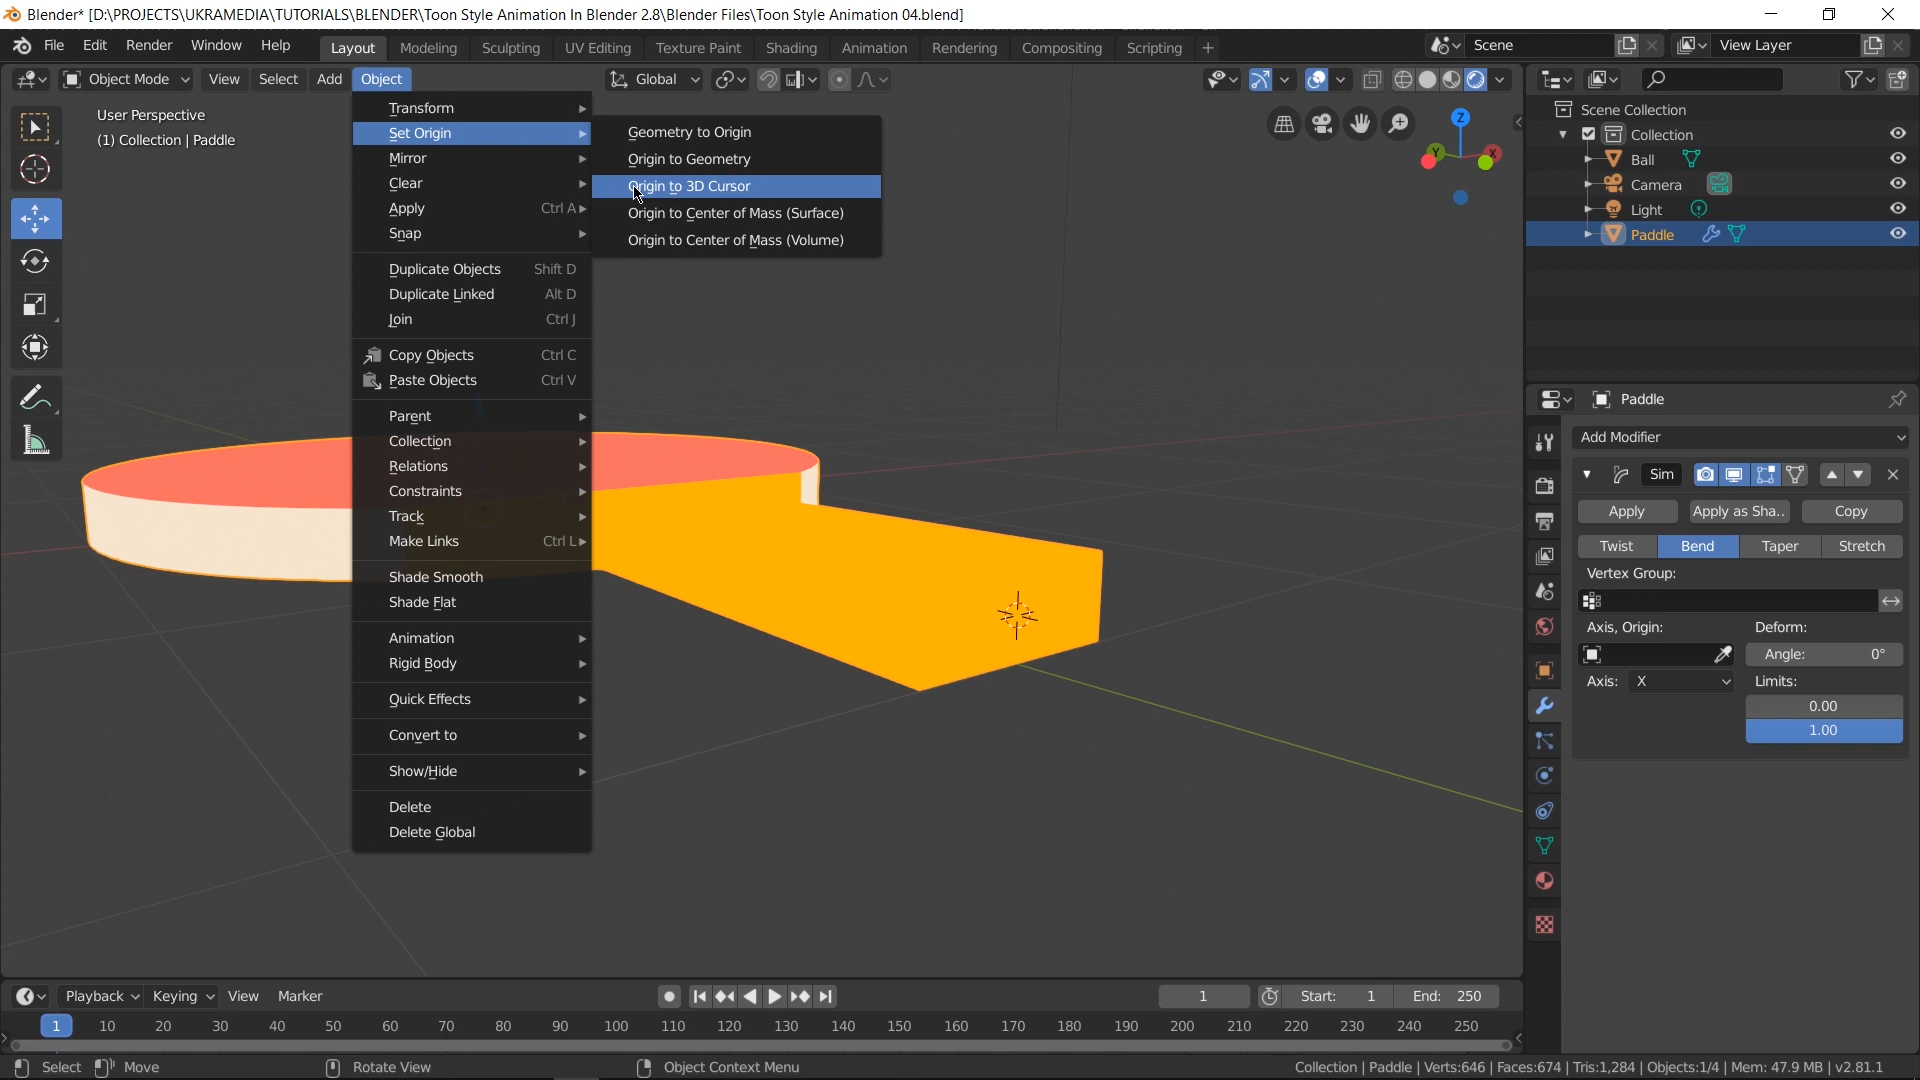 Blender* [D:\PROJECTS\UKRAMEDIA\TUTORIALS\BLENDER\Toon Style Animation In Blender 2.8\Blender Files\Toon Style Animation 04.blend]
File Edit Render Window Help Layout Modeling Sculpting UV Editing Texture Paint Shading Animation Rendering Compositing Scripting + Scene View Layer
Object Mode View Select Add Object Global
User Perspective
(1) Collection | Paddle
Transform
Set Origin
Mirror
Clear
Apply Ctrl A
Snap
Duplicate Objects Shift D
Duplicate Linked Alt D
Join Ctrl J
Copy Objects Ctrl C
Paste Objects Ctrl V
Parent
Collection
Relations
Constraints
Track
Make Links Ctrl L
Shade Smooth
Shade Flat
Animation
Rigid Body
Quick Effects
Convert to
Show/Hide
Delete
Delete Global
Geometry to Origin
Origin to Geometry
Origin to 3D Cursor
Origin to Center of Mass (Surface)
Origin to Center of Mass (Volume)
Z
Y X
Scene Collection
Collection
Ball
Camera
Light
Paddle
Paddle
Add Modifier
Sim
Apply Apply as Sha.. Copy
Twist Bend Taper Stretch
Vertex Group:
Axis, Origin: Deform:
Angle: 0°
Axis: X Limits:
0.00
1.00
Playback Keying View Marker 1 Start: 1 End: 250
1 10 20 30 40 50 60 70 80 90 100 110 120 130 140 150 160 170 180 190 200 210 220 230 240 250
Select Move Rotate View Object Context Menu Collection | Paddle | Verts:646 | Faces:674 | Tris:1,284 | Objects:1/4 | Mem: 47.9 MB | v2.81.1